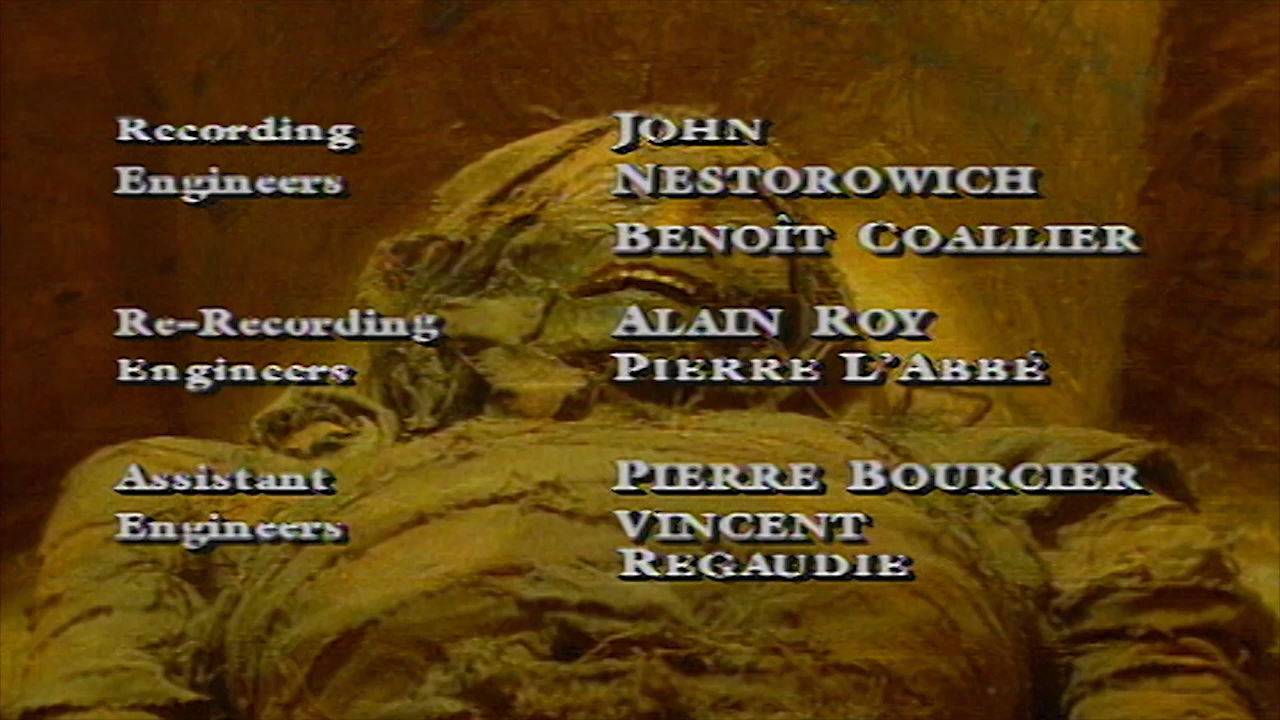 Recording JOHN
Engineers NESTOROWICH
BENOÎT COALLIER
Re-Recording ALAIN ROY
Engineers PIERRE L'ABBÉ
Assistant PIERRE BOURCIER
Engineers VINCENT
REGAUDIE